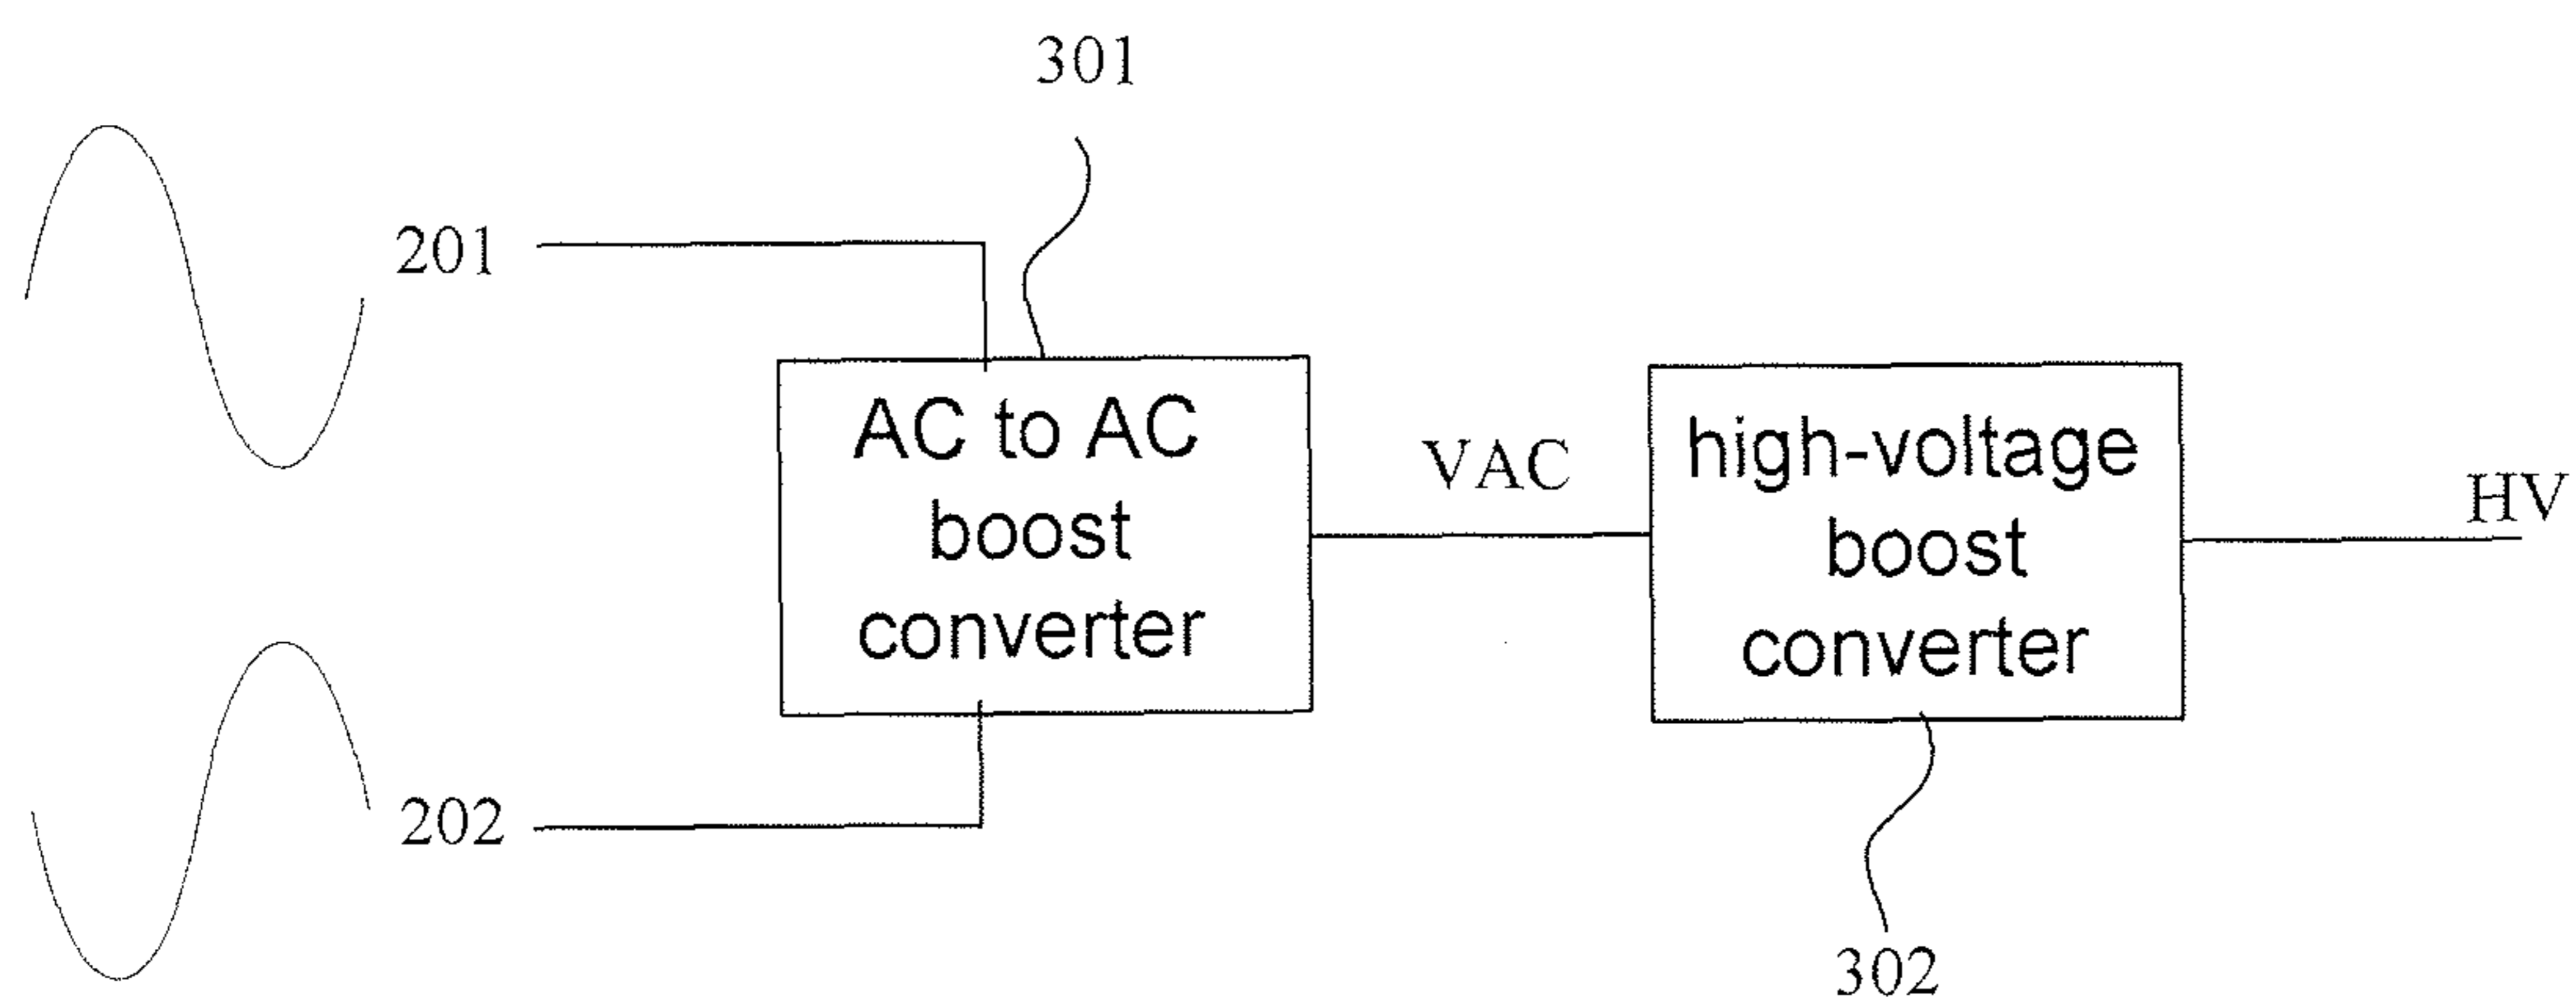 301
201
AC to AC
boost
converter
VAC
high-voltage
boost
converter
HV
202
302